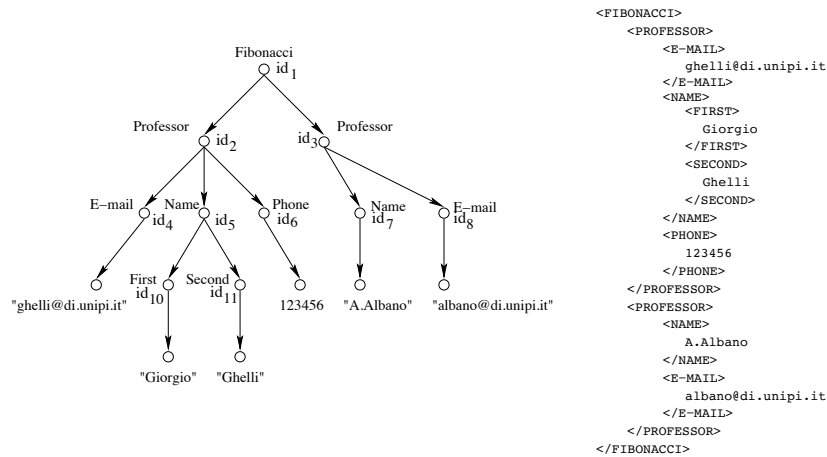 Fibonacci
id1
Professor
id2
id3
Professor
E-mail
id4
Name
id5
Phone
id6
Name
id7
E-mail
id8
"ghelli@di.unipi.it"
First
id10
Second
id11
123456
"A.Albano"
"albano@di.unipi.it"
"Giorgio"
"Ghelli"
<FIBONACCI>
<PROFESSOR>
<E-MAIL>
ghelli@di.unipi.it
</E-MAIL>
<NAME>
<FIRST>
Giorgio
</FIRST>
<SECOND>
Ghelli
</SECOND>
</NAME>
<PHONE>
123456
</PHONE>
</PROFESSOR>
<PROFESSOR>
<NAME>
A.Albano
</NAME>
<E-MAIL>
albano@di.unipi.it
</E-MAIL>
</PROFESSOR>
</FIBONACCI>